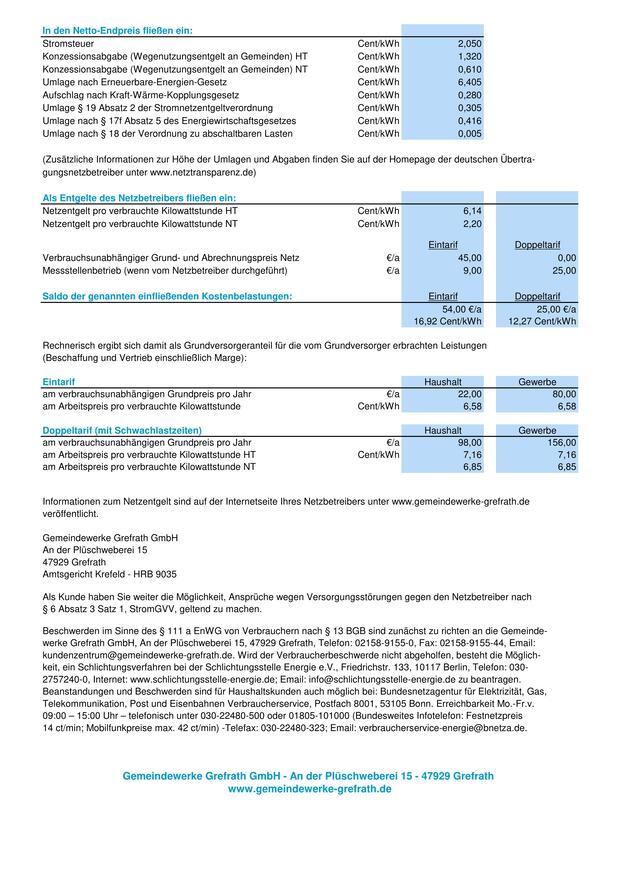 In den Netto-Endpreis fließen ein:
Stromsteuer Cent/kWh 2,050
Konzessionsabgabe (Wegenutzungsentgelt an Gemeinden) HT Cent/kWh 1,320
Konzessionsabgabe (Wegenutzungsentgelt an Gemeinden) NT Cent/kWh 0,610
Umlage nach Erneuerbare-Energien-Gesetz Cent/kWh 6,405
Aufschlag nach Kraft-Wärme-Kopplungsgesetz Cent/kWh 0,280
Umlage § 19 Absatz 2 der Stromnetzentgeltverordnung Cent/kWh 0,305
Umlage nach § 17f Absatz 5 des Energiewirtschaftsgesetzes Cent/kWh 0,416
Umlage nach § 18 der Verordnung zu abschaltbaren Lasten Cent/kWh 0,005
(Zusätzliche Informationen zur Höhe der Umlagen und Abgaben finden Sie auf der Homepage der deutschen Übertra-
gungsnetzbetreiber unter www.netztransparenz.de)
Als Entgelte des Netzbetreibers fließen ein:
Netzentgelt pro verbrauchte Kilowattstunde HT Cent/kWh 6,14
Netzentgelt pro verbrauchte Kilowattstunde NT Cent/kWh 2,20
Eintarif Doppeltarif
Verbrauchsunabhängiger Grund- und Abrechnungspreis Netz €/a 45,00 0,00
Messstellenbetrieb (wenn vom Netzbetreiber durchgeführt) €/a 9,00 25,00
Saldo der genannten einfließenden Kostenbelastungen: Eintarif Doppeltarif
54,00 €/a 25,00 €/a
16,92 Cent/kWh 12,27 Cent/kWh
Rechnerisch ergibt sich damit als Grundversorgeranteil für die vom Grundversorger erbrachten Leistungen
(Beschaffung und Vertrieb einschließlich Marge):
Eintarif Haushalt Gewerbe
am verbrauchsunabhängigen Grundpreis pro Jahr €/a 22,00 80,00
am Arbeitspreis pro verbrauchte Kilowattstunde Cent/kWh 6,58 6,58
Doppeltarif (mit Schwachlastzeiten) Haushalt Gewerbe
am verbrauchsunabhängigen Grundpreis pro Jahr €/a 98,00 156,00
am Arbeitspreis pro verbrauchte Kilowattstunde HT Cent/kWh 7,16 7,16
am Arbeitspreis pro verbrauchte Kilowattstunde NT 6,85 6,85
Informationen zum Netzentgelt sind auf der Internetseite Ihres Netzbetreibers unter www.gemeindewerke-grefrath.de
veröffentlicht.
Gemeindewerke Grefrath GmbH
An der Plüschweberei 15
47929 Grefrath
Amtsgericht Krefeld - HRB 9035
Als Kunde haben Sie weiter die Möglichkeit, Ansprüche wegen Versorgungsstörungen gegen den Netzbetreiber nach
§ 6 Absatz 3 Satz 1, StromGVV, geltend zu machen.
Beschwerden im Sinne des § 111 a EnWG von Verbrauchern nach § 13 BGB sind zunächst zu richten an die Gemeinde-
werke Grefrath GmbH, An der Plüschweberei 15, 47929 Grefrath, Telefon: 02158-9155-0, Fax: 02158-9155-44, Email:
kundenzentrum@gemeindewerke-grefrath.de. Wird der Verbraucherbeschwerde nicht abgeholfen, besteht die Möglich-
keit, ein Schlichtungsverfahren bei der Schlichtungsstelle Energie e.V., Friedrichstr. 133, 10117 Berlin, Telefon: 030-
2757240-0, Internet: www.schlichtungsstelle-energie.de; Email: info@schlichtungsstelle-energie.de zu beantragen.
Beanstandungen und Beschwerden sind für Haushaltskunden auch möglich bei: Bundesnetzagentur für Elektrizität, Gas,
Telekommunikation, Post und Eisenbahnen Verbraucherservice, Postfach 8001, 53105 Bonn. Erreichbarkeit Mo.-Fr.v.
09:00 – 15:00 Uhr – telefonisch unter 030-22480-500 oder 01805-101000 (Bundesweites Infotelefon: Festnetzpreis
14 ct/min; Mobilfunkpreise max. 42 ct/min) -Telefax: 030-22480-323; Email: verbraucherservice-energie@bnetza.de.
Gemeindewerke Grefrath GmbH - An der Plüschweberei 15 - 47929 Grefrath
www.gemeindewerke-grefrath.de